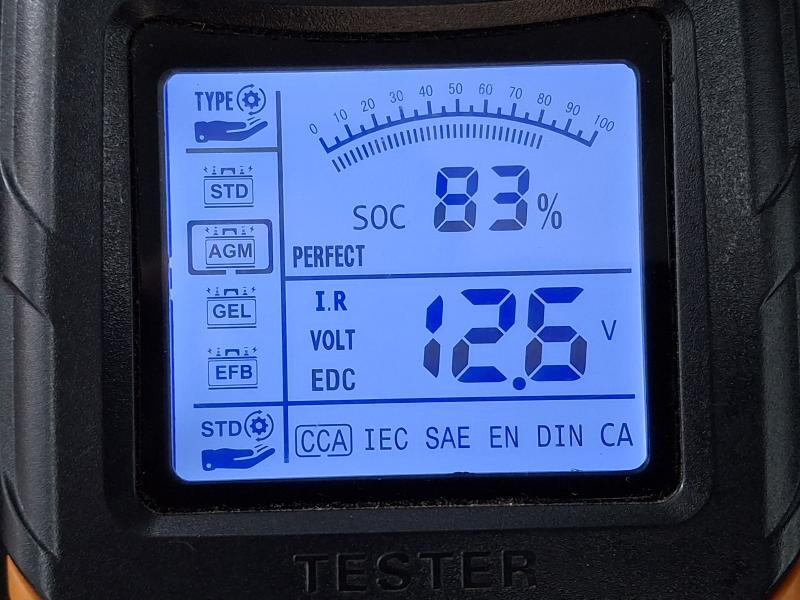 TYPE
0 10 20 30 40 50 60 70 80 90 100
STD
SOC 83%
AGM
PERFECT
GEL
I.R
VOLT
12.6 V
EFB
EDC
STD
CCA IEC SAE EN DIN CA
TESTER